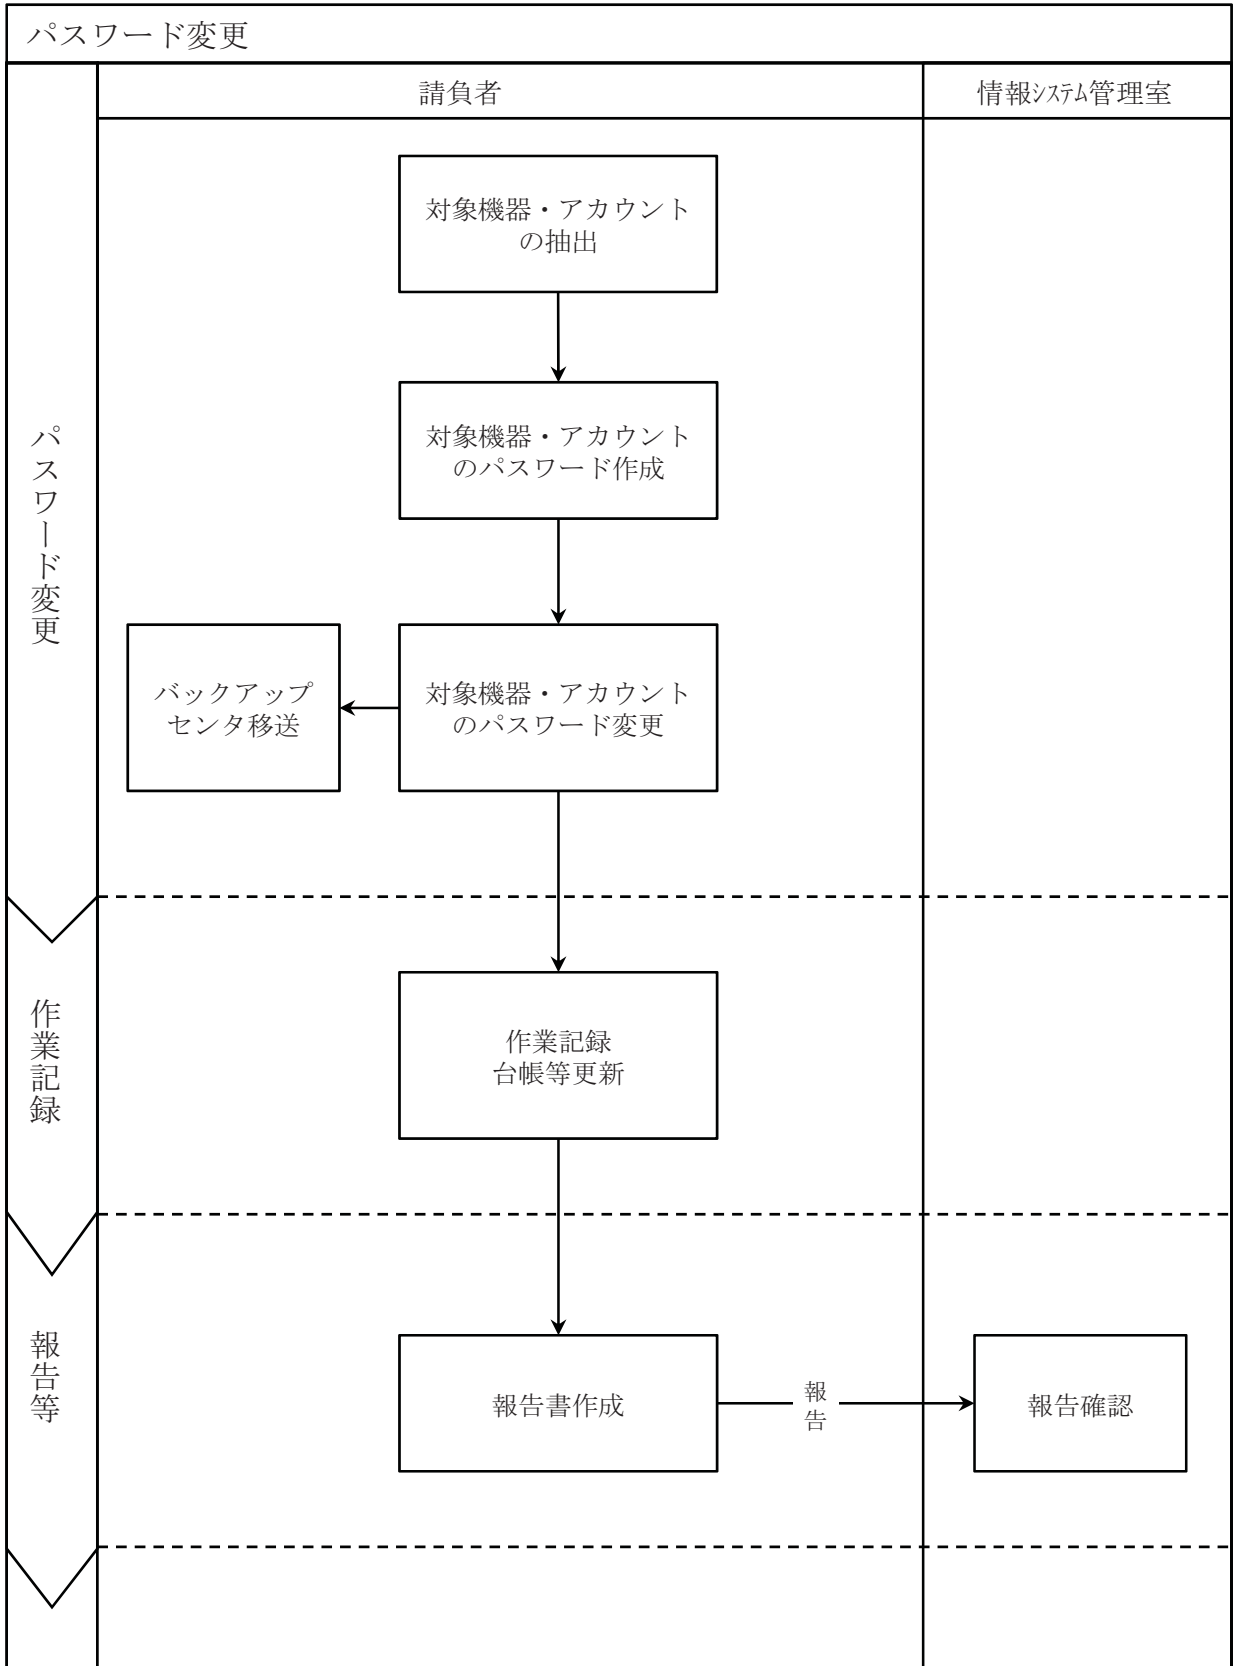 パスワード変更
請負者
情報ｼｽﾃﾑ管理室
パスワード変更
対象機器・アカウント
の抽出
対象機器・アカウント
のパスワード作成
バックアップ
センタ移送
対象機器・アカウント
のパスワード変更
作業記録
作業記録
台帳等更新
報告等
報告書作成
報告
報告確認